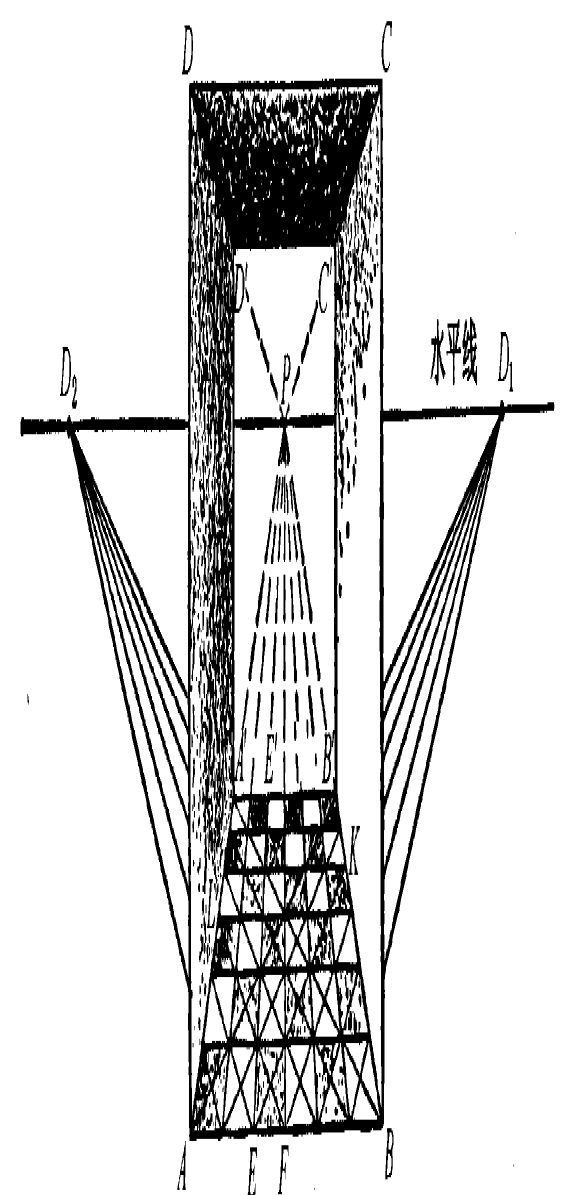 D C
D' C'
水平线
D₂ P D₁
A' E' B'
K
L
A E F B